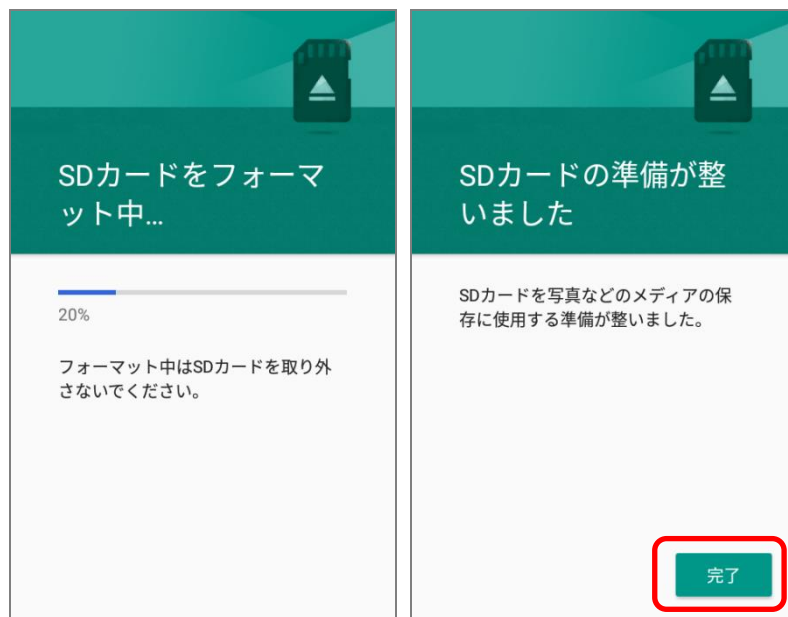 SDカードをフォーマ
ット中...
20%
フォーマット中はSDカードを取り外
さないでください。
SDカードの準備が整
いました
SDカードを写真などのメディアの保
存に使用する準備が整いました。
完了